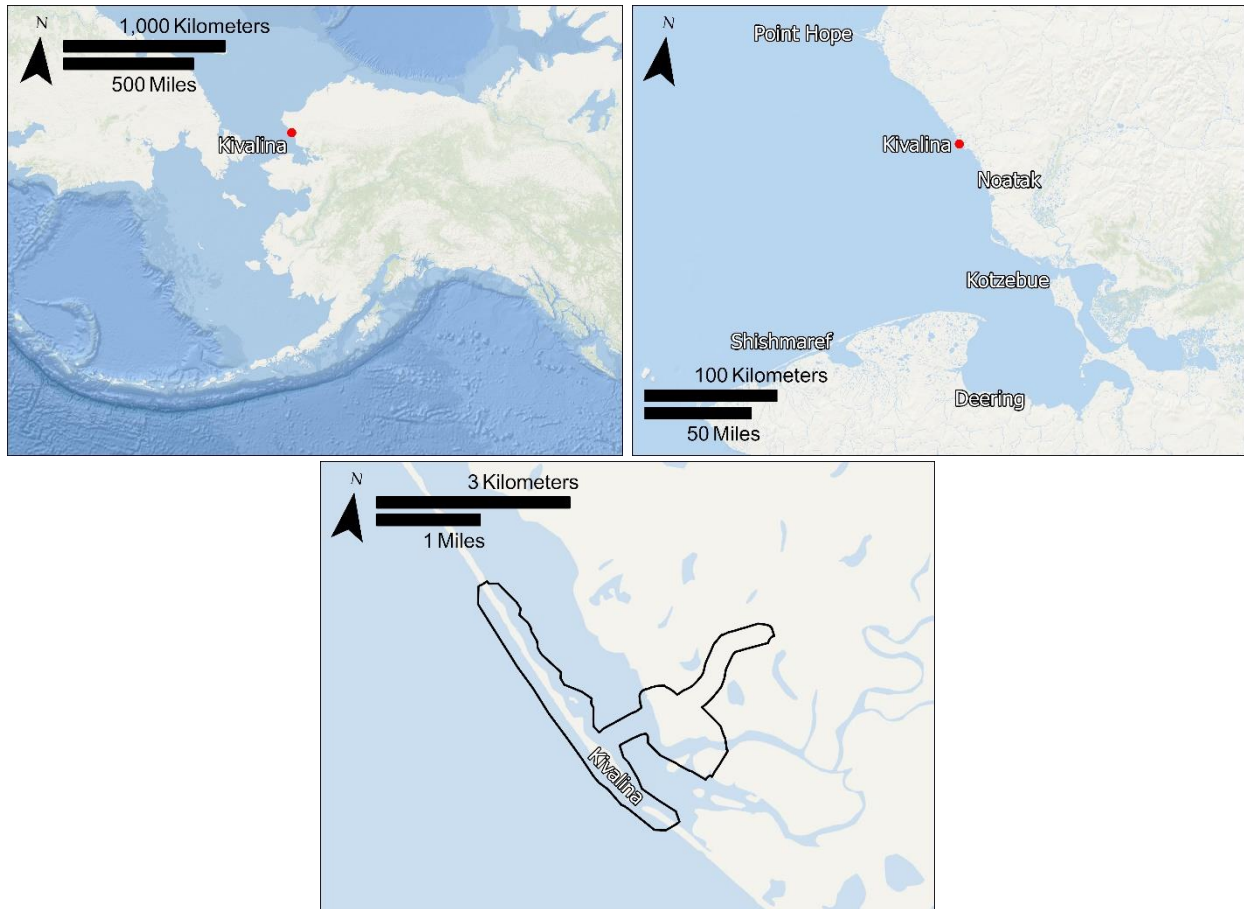 N
1,000 Kilometers
500 Miles
Kivalina
N
Point Hope
Kivalina
Noatak
Kotzebue
Shishmaref
100 Kilometers
50 Miles
Deering
N
3 Kilometers
1 Miles
Kivalina